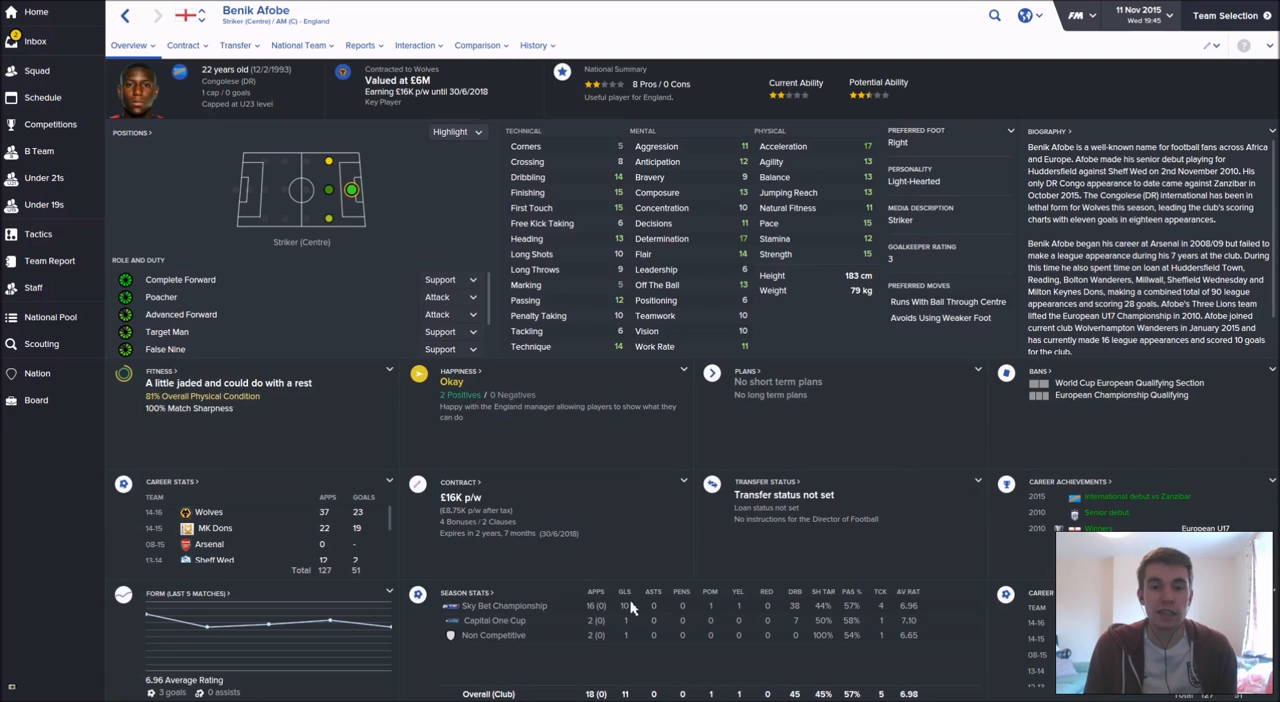 Home
Inbox
2
Squad
Schedule
Competitions
B Team
Under 21s
U21
Under 19s
U19
Tactics
Team Report
Staff
National Pool
Scouting
Nation
Board
Benik Afobe
Striker (Centre) / AM (C) - England
FM
11 Nov 2015
Wed 19:45
Team Selection
Overview
Contract
Transfer
National Team
Reports
Interaction
Comparison
History
22 years old (12/2/1993)
Congolese (DR)
1 cap / 0 goals
Capped at U23 level
Contracted to Wolves
Valued at £6M
Earning £16K p/w until 30/6/2018
Key Player
National Summary
8 Pros / 0 Cons
Useful player for England.
Current Ability
Potential Ability
POSITIONS >
Highlight
Striker (Centre)
ROLE AND DUTY
Complete Forward Support
Poacher Attack
Advanced Forward Attack
Target Man Support
False Nine Support
TECHNICAL
Corners 5
Crossing 8
Dribbling 14
Finishing 15
First Touch 15
Free Kick Taking 6
Heading 13
Long Shots 10
Long Throws 9
Marking 5
Passing 12
Penalty Taking 10
Tackling 6
Technique 14
MENTAL
Aggression 11
Anticipation 12
Bravery 9
Composure 13
Concentration 10
Decisions 11
Determination 17
Flair 14
Leadership 6
Off The Ball 13
Positioning 6
Teamwork 10
Vision 10
Work Rate 11
PHYSICAL
Acceleration 17
Agility 13
Balance 13
Jumping Reach 13
Natural Fitness 11
Pace 15
Stamina 12
Strength 15
Height 183 cm
Weight 79 kg
PREFERRED FOOT
Right
PERSONALITY
Light-Hearted
MEDIA DESCRIPTION
Striker
GOALKEEPER RATING
3
PREFERRED MOVES
Runs With Ball Through Centre
Avoids Using Weaker Foot
BIOGRAPHY >
Benik Afobe is a well-known name for football fans across Africa
and Europe. Afobe made his senior debut playing for
Huddersfield against Sheff Wed on 2nd November 2010. His
only DR Congo appearance to date came against Zanzibar in
October 2015. The Congolese (DR) international has been in
lethal form for Wolves this season, leading the club's scoring
charts with eleven goals in eighteen appearances.
Benik Afobe began his career at Arsenal in 2008/09 but failed to
make a league appearance during his 7 years at the club. During
this time he also spent time on loan at Huddersfield Town,
Reading, Bolton Wanderers, Millwall, Sheffield Wednesday and
Milton Keynes Dons, making a combined total of 90 league
appearances and scoring 28 goals. Afobe's Three Lions team
lifted the European U17 Championship in 2010. Afobe joined
current club Wolverhampton Wanderers in January 2015 and
has currently made 16 league appearances and scored 10 goals
for the club.
FITNESS >
A little jaded and could do with a rest
81% Overall Physical Condition
100% Match Sharpness
HAPPINESS >
Okay
2 Positives / 0 Negatives
Happy with the England manager allowing players to show what they
can do
PLANS >
No short term plans
No long term plans
BANS >
World Cup European Qualifying Section
European Championship Qualifying
CAREER STATS >
TEAM APPS GOALS
14-16 Wolves 37 23
14-15 MK Dons 22 19
08-15 Arsenal 0 -
13-14 Sheff Wed 12 2
Total 127 51
CONTRACT >
£16K p/w
(£8.75K p/w after tax)
4 Bonuses / 2 Clauses
Expires in 2 years, 7 months (30/6/2018)
TRANSFER STATUS >
Transfer status not set
Loan status not set
No instructions for the Director of Football
CAREER ACHIEVEMENTS >
2015 International debut vs Zanzibar
2010 Senior debut
2010 Winners European U17
FORM (LAST 5 MATCHES) >
6.96 Average Rating
3 goals 0 assists
SEASON STATS >
APPS GLS ASTS PENS POM YEL RED DRB SH TAR PAS % TCK AV RAT
Sky Bet Championship 16 (0) 10 0 0 1 1 0 38 44% 57% 4 6.96
Capital One Cup 2 (0) 1 0 0 0 0 0 7 50% 58% 1 7.10
Non Competitive 2 (0) 1 0 0 0 0 0 0 100% 54% 1 6.65
Overall (Club) 18 (0) 11 0 0 1 1 0 45 45% 57% 5 6.98
CAREER
TEAM
14-16
14-15
08-15
13-14
Total 127 51